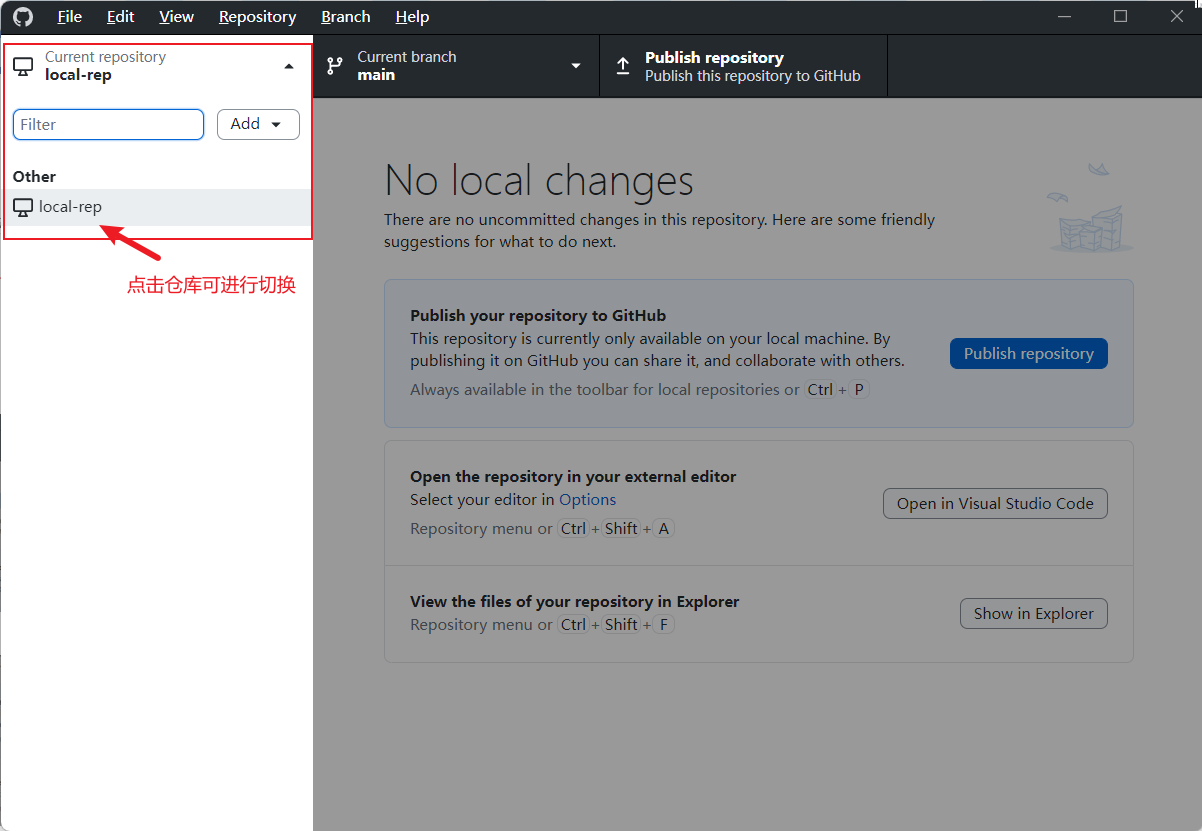 File Edit View Repository Branch Help
Current repository
local-rep
Current branch
main
Publish repository
Publish this repository to GitHub
Filter
Add
Other
local-rep
点击仓库可进行切换
No local changes
There are no uncommitted changes in this repository. Here are some friendly
suggestions for what to do next.
Publish your repository to GitHub
This repository is currently only available on your local machine. By
publishing it on GitHub you can share it, and collaborate with others.
Always available in the toolbar for local repositories or Ctrl + P
Publish repository
Open the repository in your external editor
Select your editor in Options
Repository menu or Ctrl + Shift + A
Open in Visual Studio Code
View the files of your repository in Explorer
Repository menu or Ctrl + Shift + F
Show in Explorer